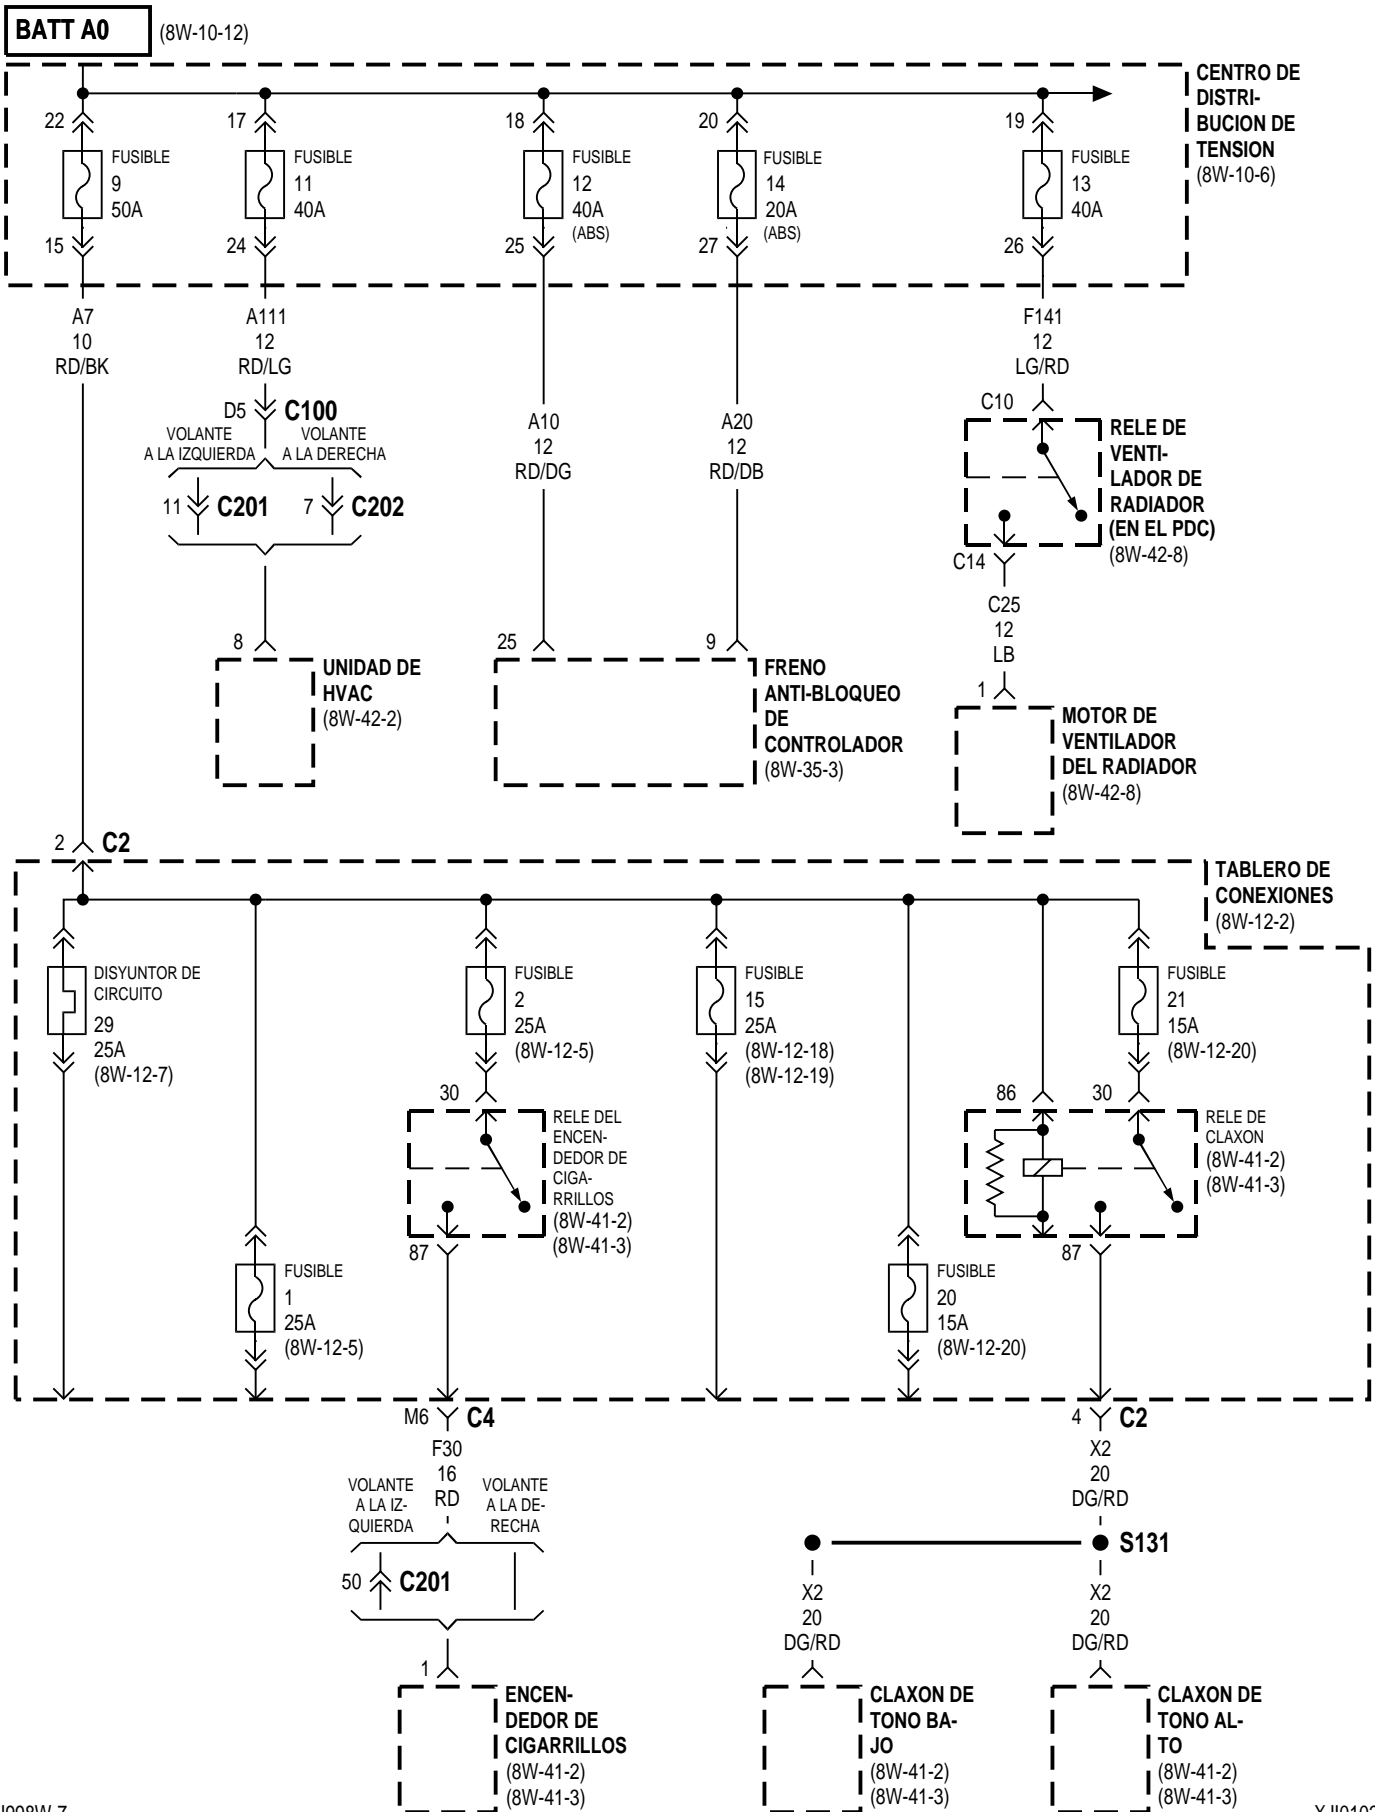 BATT A0 (8W-10-12)
CENTRO DE
DISTRI-
BUCION DE
TENSION
(8W-10-6)
22
FUSIBLE
9
50A
15
17
FUSIBLE
11
40A
24
18
FUSIBLE
12
40A
(ABS)
25
20
FUSIBLE
14
20A
(ABS)
27
19
FUSIBLE
13
40A
26
A7
10
RD/BK
A111
12
RD/LG
D5 C100
VOLANTE
A LA IZQUIERDA
VOLANTE
A LA DERECHA
11 C201
7 C202
8
UNIDAD DE
HVAC
(8W-42-2)
A10
12
RD/DG
25
A20
12
RD/DB
9
FRENO
ANTI-BLOQUEO
DE
CONTROLADOR
(8W-35-3)
F141
12
LG/RD
C10
RELE DE
VENTI-
LADOR DE
RADIADOR
(EN EL PDC)
(8W-42-8)
C14
C25
12
LB
1
MOTOR DE
VENTILADOR
DEL RADIADOR
(8W-42-8)
2 C2
TABLERO DE
CONEXIONES
(8W-12-2)
DISYUNTOR DE
CIRCUITO
29
25A
(8W-12-7)
FUSIBLE
2
25A
(8W-12-5)
FUSIBLE
15
25A
(8W-12-18)
(8W-12-19)
FUSIBLE
21
15A
(8W-12-20)
30
RELE DEL
ENCEN-
DEDOR DE
CIGA-
RRILLOS
(8W-41-2)
(8W-41-3)
87
86
30
RELE DE
CLAXON
(8W-41-2)
(8W-41-3)
87
FUSIBLE
1
25A
(8W-12-5)
FUSIBLE
20
15A
(8W-12-20)
M6 C4
F30
16
RD
VOLANTE
A LA IZ-
QUIERDA
VOLANTE
A LA DE-
RECHA
50 C201
1
ENCEN-
DEDOR DE
CIGARRILLOS
(8W-41-2)
(8W-41-3)
4 C2
X2
20
DG/RD
S131
X2
20
DG/RD
X2
20
DG/RD
CLAXON DE
TONO BA-
JO
(8W-41-2)
(8W-41-3)
CLAXON DE
TONO AL-
TO
(8W-41-2)
(8W-41-3)